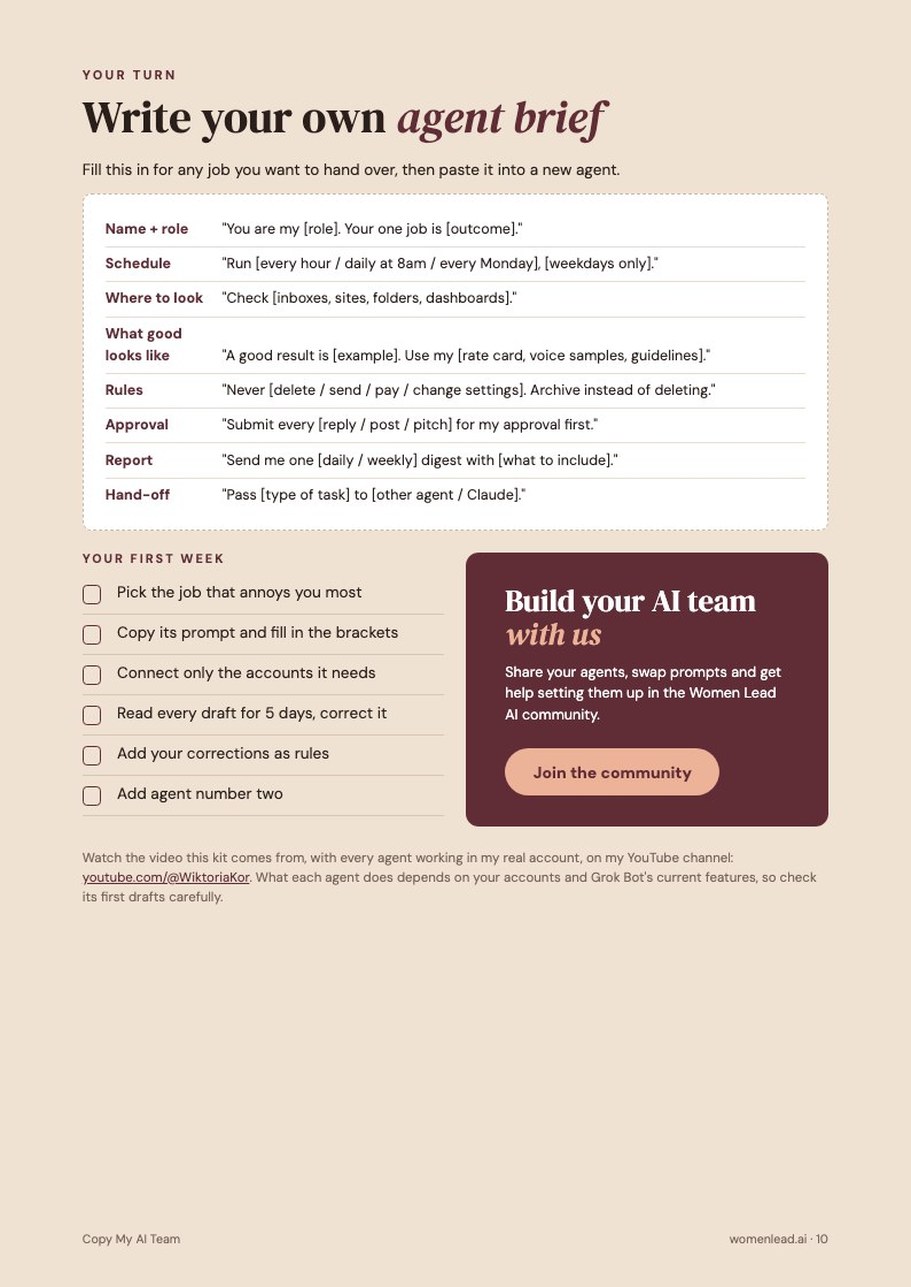 YOUR TURN
Write your own agent brief
Fill this in for any job you want to hand over, then paste it into a new agent.
Name + role "You are my [role]. Your one job is [outcome]."
Schedule "Run [every hour / daily at 8am / every Monday], [weekdays only]."
Where to look "Check [inboxes, sites, folders, dashboards]."
What good
looks like "A good result is [example]. Use my [rate card, voice samples, guidelines]."
Rules "Never [delete / send / pay / change settings]. Archive instead of deleting."
Approval "Submit every [reply / post / pitch] for my approval first."
Report "Send me one [daily / weekly] digest with [what to include]."
Hand-off "Pass [type of task] to [other agent / Claude]."
YOUR FIRST WEEK
Pick the job that annoys you most
Copy its prompt and fill in the brackets
Connect only the accounts it needs
Read every draft for 5 days, correct it
Add your corrections as rules
Add agent number two
Build your AI team
with us
Share your agents, swap prompts and get
help setting them up in the Women Lead
AI community.
Join the community
Watch the video this kit comes from, with every agent working in my real account, on my YouTube channel:
youtube.com/@WiktoriaKor. What each agent does depends on your accounts and Grok Bot's current features, so check
its first drafts carefully.
Copy My AI Team
womenlead.ai · 10